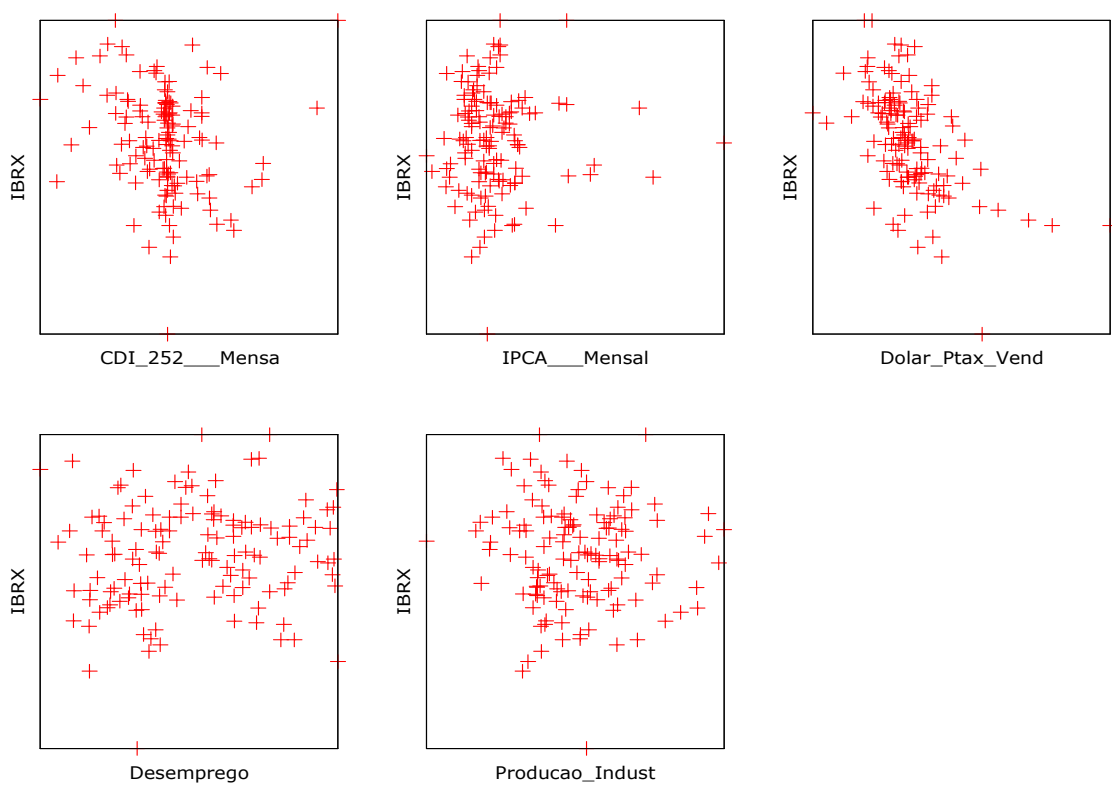 IBRX
CDI_252___Mensa
IBRX
IPCA___Mensal
IBRX
Dolar_Ptax_Vend
IBRX
Desemprego
IBRX
Producao_Indust